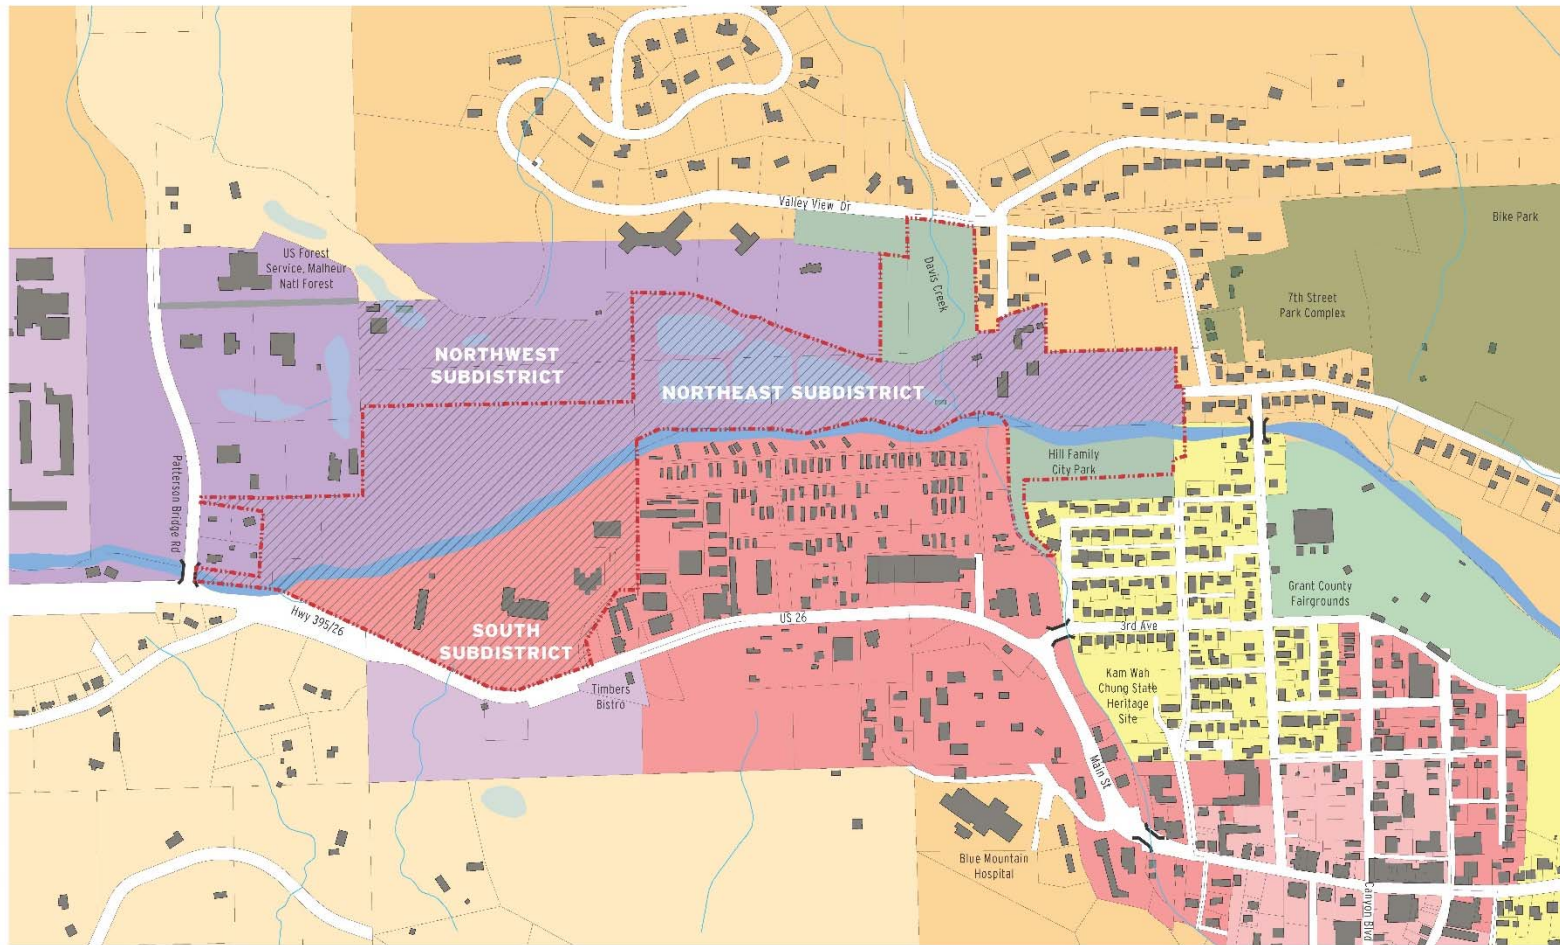 Valley View Dr
Bike Park
US Forest
Service, Malheur
Natl Forest
Davis Creek
7th Street
Park Complex
NORTHWEST
SUBDISTRICT
NORTHEAST SUBDISTRICT
Patterson Bridge Rd
Hill Family
City Park
Grant County
Fairgrounds
Hwy 395/26
US 26
3rd Ave
SOUTH
SUBDISTRICT
Timbers
Bistro
Kam Wah
Chung State
Heritage
Site
Main St
Blue Mountain
Hospital
Canyon Blvd